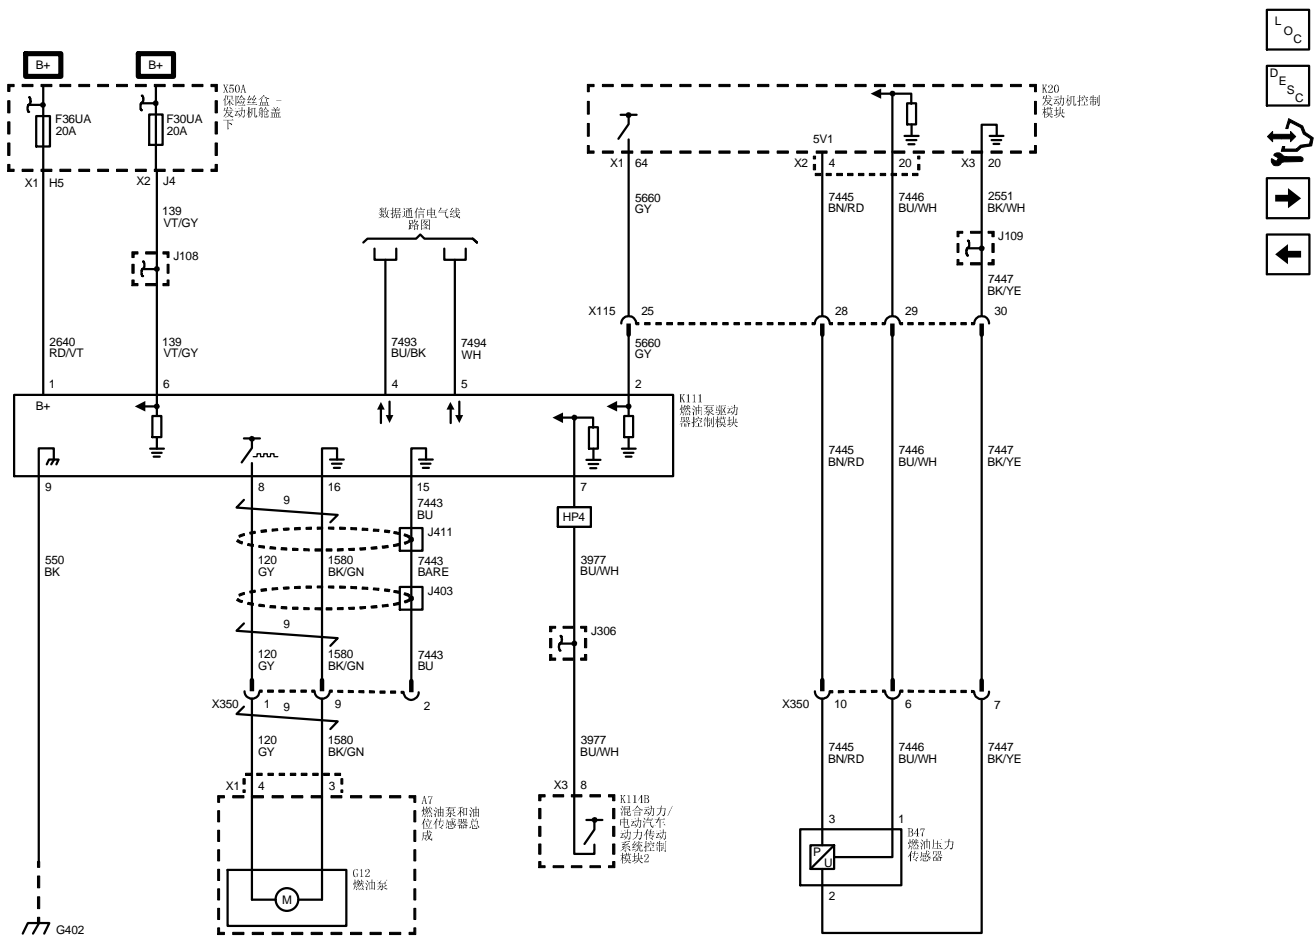 B+
B+
X50A
保险丝盒 -
发动机舱盖
下
F36UA
20A
F30UA
20A
X1 H5
X2 J4
139
VT/GY
J108
2640
RD/VT
139
VT/GY
数据通信电气线
路图
7493
BU/BK
7494
WH
K20
发动机控制
模块
5V1
X1 64
X2 4
20
X3 20
5660
GY
7445
BN/RD
7446
BU/WH
2551
BK/WH
J109
7447
BK/YE
X115 25
28
29
30
5660
GY
1
6
4
5
2
B+
K111
燃油泵驱动
器控制模块
9
8
16
15
7
9
7443
BU
J411
HP4
550
BK
120
GY
1580
BK/GN
7443
BARE
3977
BU/WH
J403
9
J306
120
GY
1580
BK/GN
7443
BU
X350 1
9
9
2
120
GY
1580
BK/GN
3977
BU/WH
X1 4
3
X3 8
A7
燃油泵和油
位传感器总
成
K114B
混合动力/
电动汽车
动力传动
系统控制
模块2
G12
燃油泵
M
G402
7445
BN/RD
7446
BU/WH
7447
BK/YE
X350 10
6
7
7445
BN/RD
7446
BU/WH
7447
BK/YE
3
1
B47
燃油压力
传感器
P
U
2
LOC
DESC